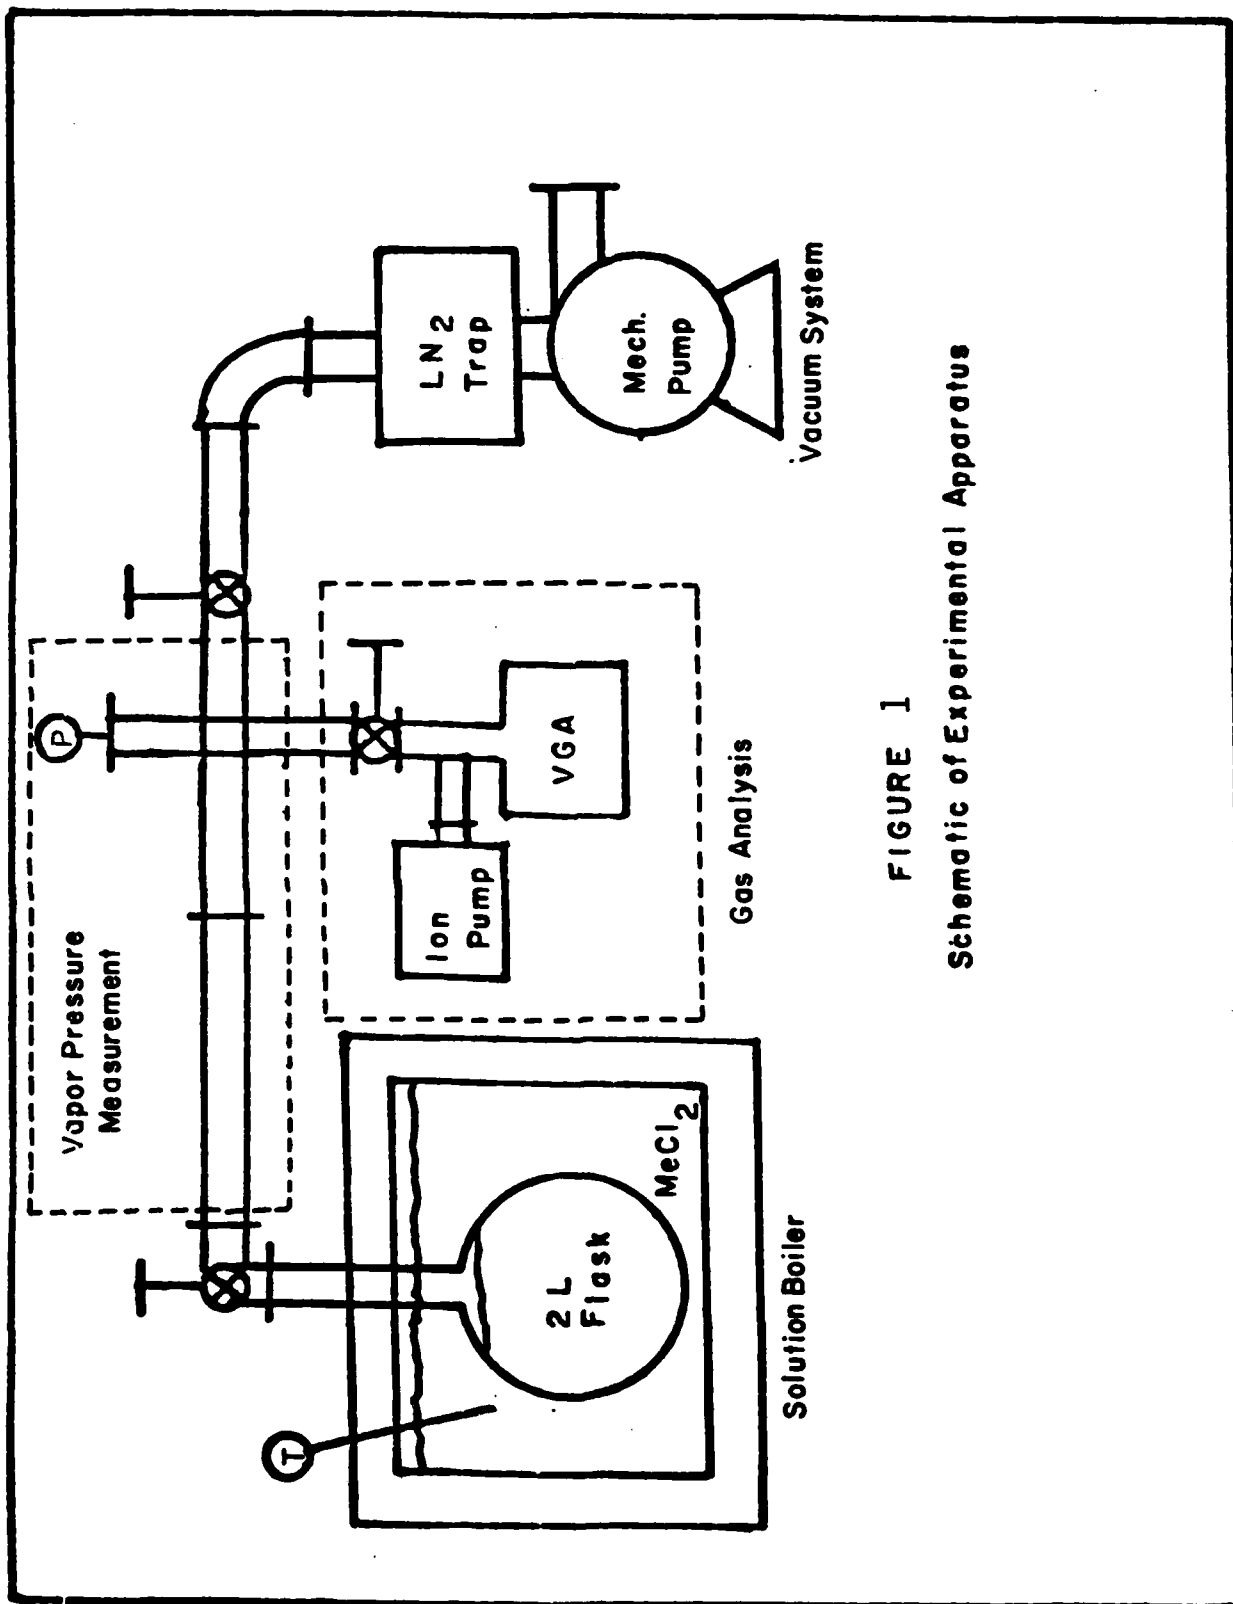 Vapor Pressure
Measurement
P
T
2 L
Flask
MeCl2
Solution Boiler
Ion
Pump
VGA
Gas Analysis
LN2
Trap
Mech.
Pump
Vacuum System
FIGURE 1
Schematic of Experimental Apparatus